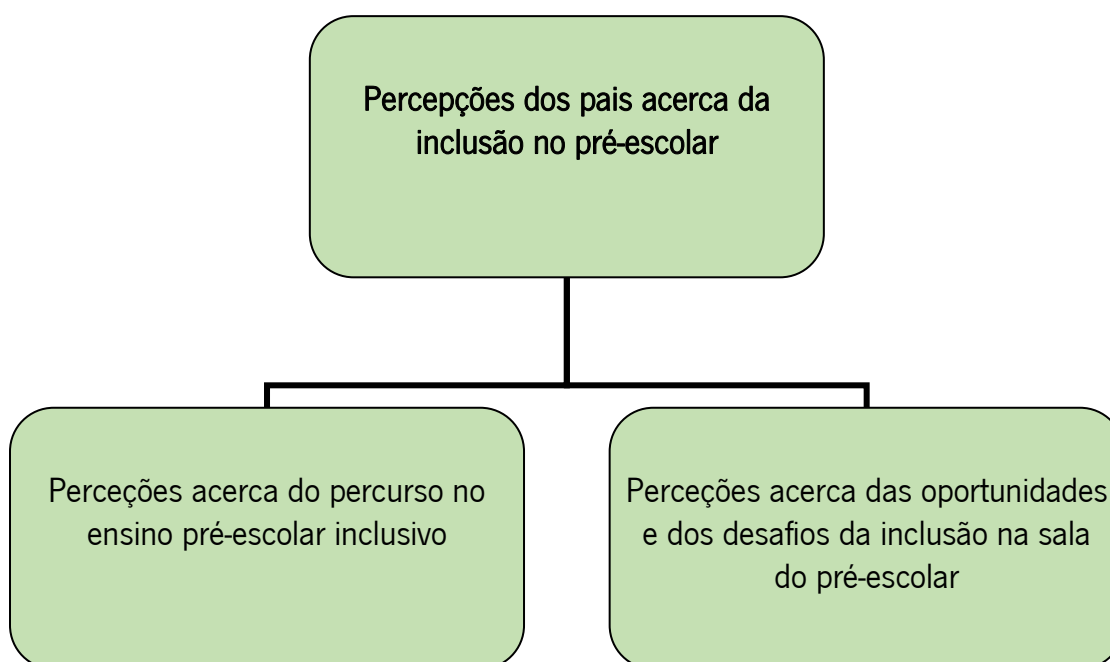 Percepções dos pais acerca da
inclusão no pré-escolar
Perceções acerca do percurso no
ensino pré-escolar inclusivo
Perceções acerca das oportunidades
e dos desafios da inclusão na sala
do pré-escolar